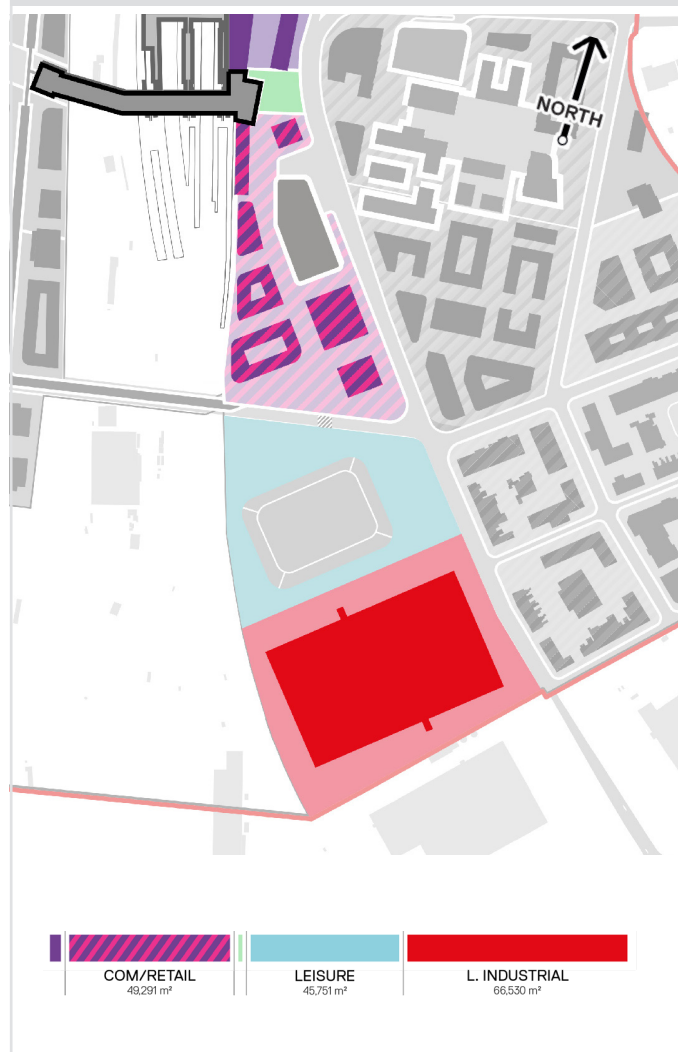 NORTH
COM/RETAIL
49,291 m²
LEISURE
45,751 m²
L. INDUSTRIAL
66,530 m²